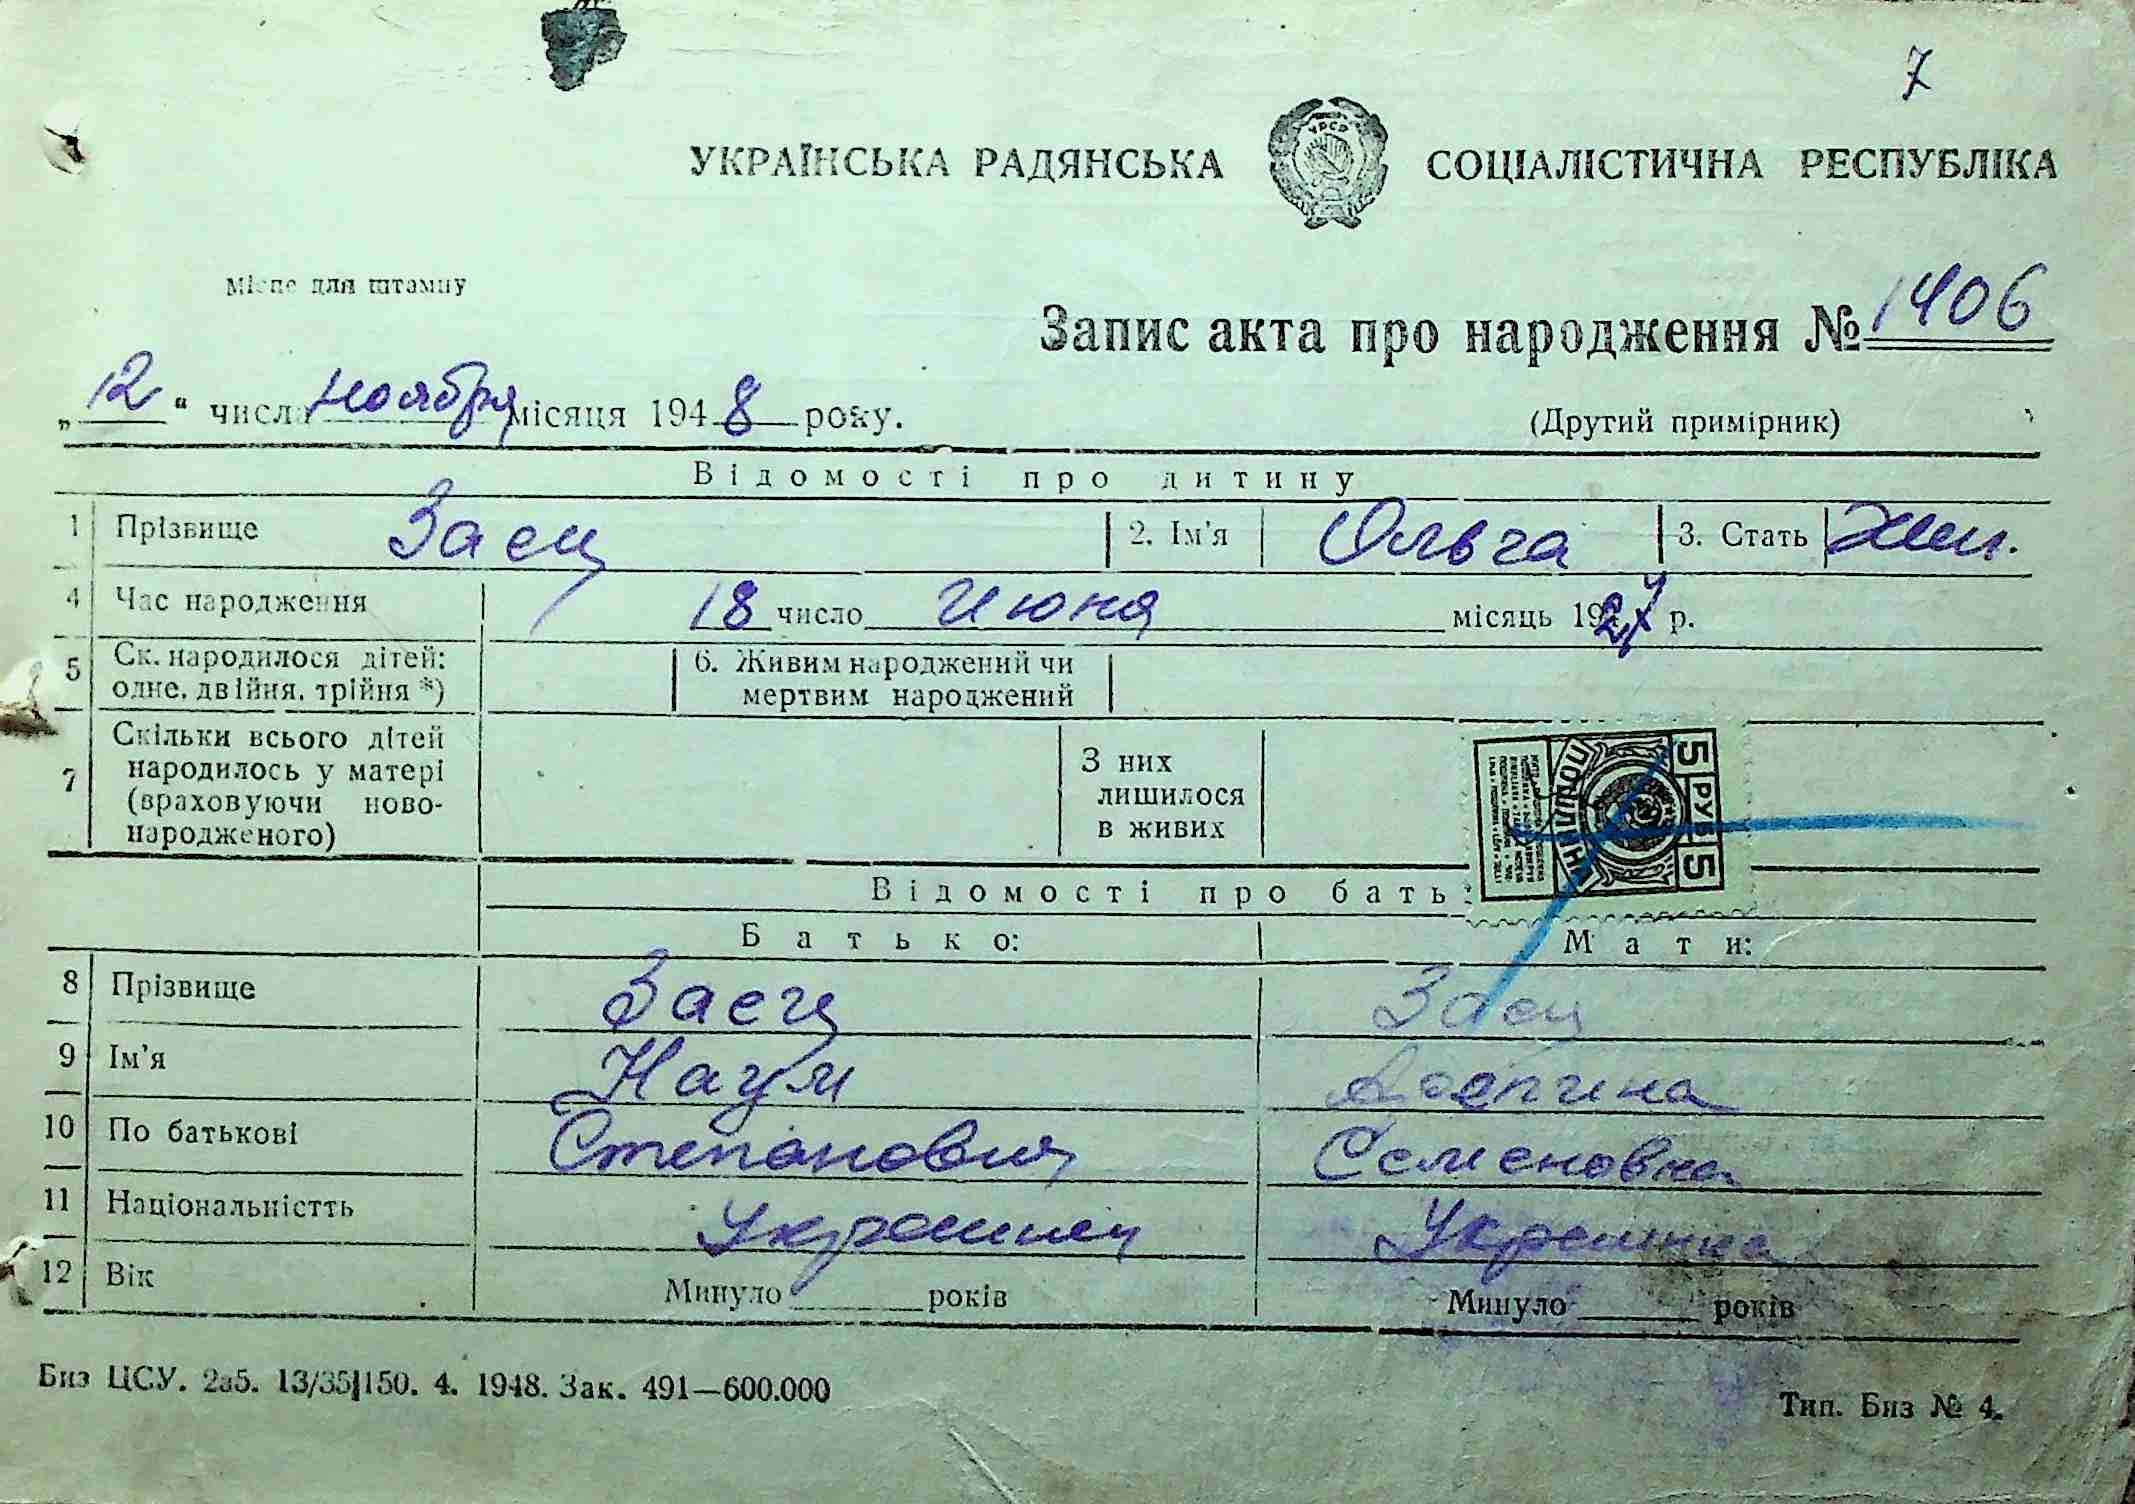 7
УКРАЇНСЬКА РАДЯНСЬКА СОЦІАЛІСТИЧНА РЕСПУБЛІКА
УРСР
Місце для штампу
Запис акта про народження № 1406
„12“ числа ноября місяця 1948 року.
(Другий примірник)
Відомості про дитину
1 Прізвище Заец 2. Ім'я Ольга 3. Стать Жен.
4 Час народження 18 число июня місяць 192 р.
5 Ск. народилося дітей: одне, двійня, трійня *) 6. Живим народжений чи мертвим народжений
7 Скільки всього дітей народилось у матері (враховуючи новонародженого) З них лишилося в живих
5 РУБ 5
ПОШЛИНА
Відомості про бать
Батько: Мати:
8 Прізвище Заец Заец
9 Ім'я Наум
10 По батькові Степанович Семеновна
11 Національністть Украинец Украинка
12 Вік Минуло років Минуло років
Биз ЦСУ. 2а5. 13/35|150. 4. 1948. Зак. 491—600.000
Тип. Биз № 4.